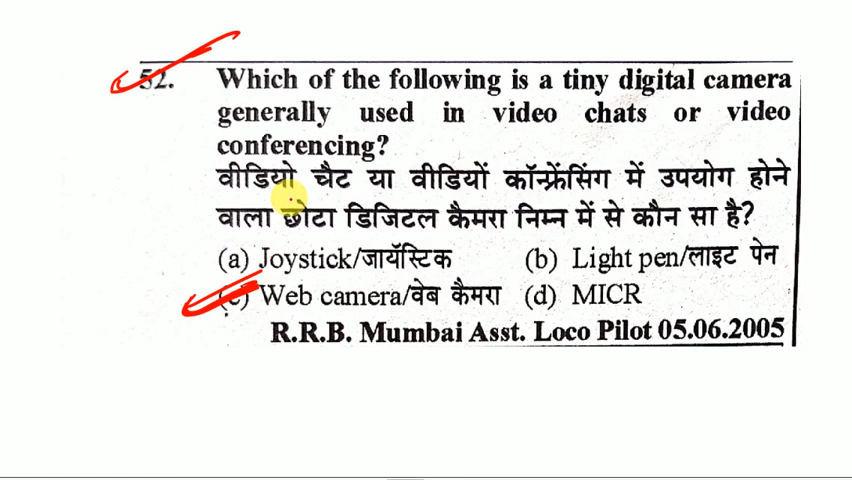 52. Which of the following is a tiny digital camera
generally used in video chats or video
conferencing?
वीडियो चैट या वीडियों कॉन्फ्रेंसिंग में उपयोग होने
वाला छोटा डिजिटल कैमरा निम्न में से कौन सा है?
(a) Joystick/जायॅस्टिक (b) Light pen/लाइट पेन
(c) Web camera/वेब कैमरा (d) MICR
R.R.B. Mumbai Asst. Loco Pilot 05.06.2005